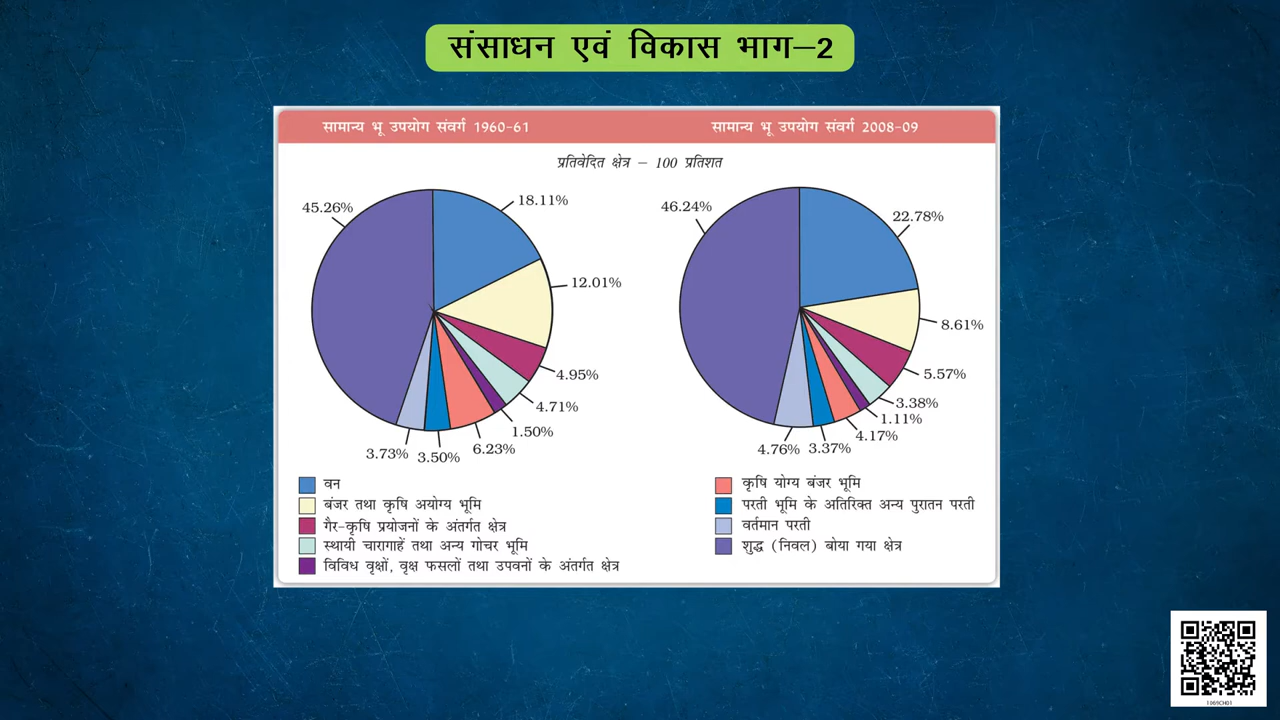 संसाधन एवं विकास भाग–2
सामान्य भू उपयोग संवर्ग 1960-61
सामान्य भू उपयोग संवर्ग 2008-09
प्रतिवेदित क्षेत्र – 100 प्रतिशत
45.26%
18.11%
12.01%
4.95%
4.71%
1.50%
6.23%
3.50%
3.73%
46.24%
22.78%
8.61%
5.57%
3.38%
1.11%
4.17%
3.37%
4.76%
वन
बंजर तथा कृषि अयोग्य भूमि
गैर-कृषि प्रयोजनों के अंतर्गत क्षेत्र
स्थायी चारागाहें तथा अन्य गोचर भूमि
विविध वृक्षों, वृक्ष फसलों तथा उपवनों के अंतर्गत क्षेत्र
कृषि योग्य बंजर भूमि
परती भूमि के अतिरिक्त अन्य पुरातन परती
वर्तमान परती
शुद्ध (निवल) बोया गया क्षेत्र
1065CH01